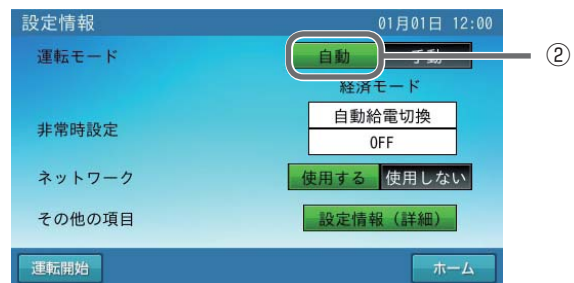 設定情報 01月01日 12:00
運転モード 自動 手動
経済モード
非常時設定 自動給電切換
OFF
ネットワーク 使用する 使用しない
その他の項目 設定情報（詳細）
運転開始 ホーム
②